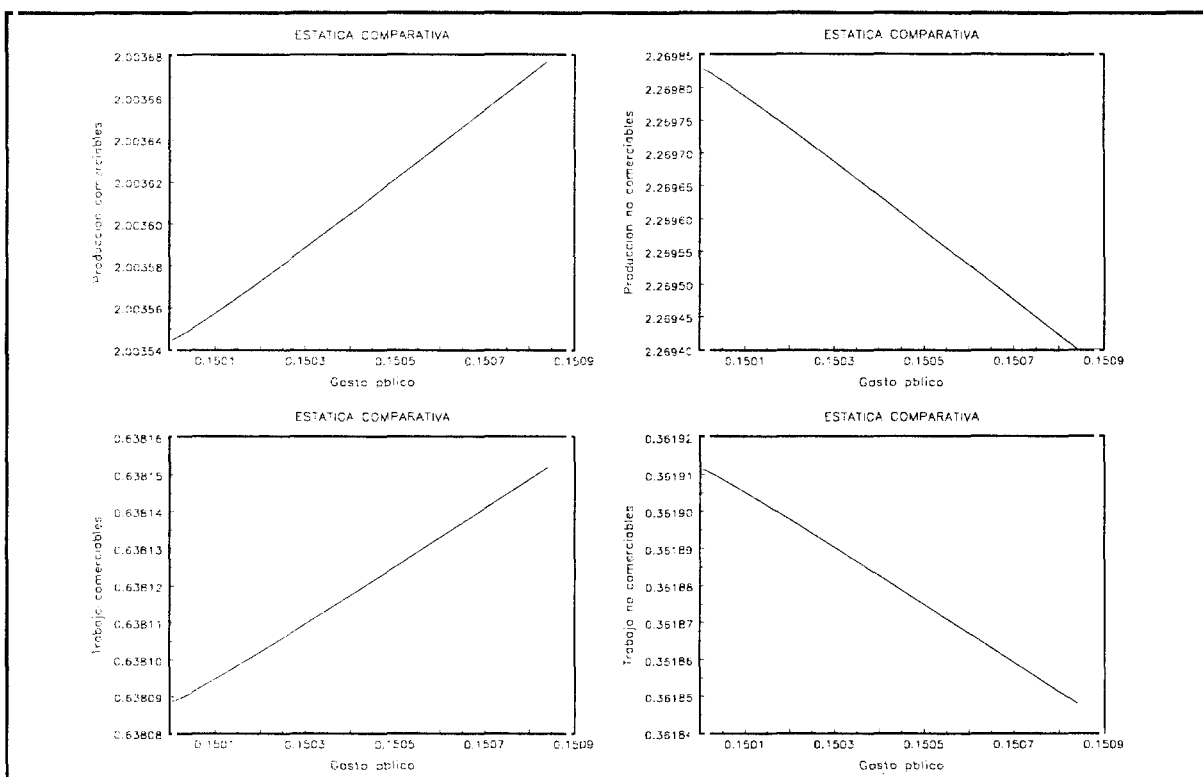 ESTATICA COMPARATIVA
Produccion comerciables
2.00368
2.00366
2.00364
2.00362
2.00360
2.00358
2.00356
2.00354
0.1501 0.1503 0.1505 0.1507 0.1509
Gasto pblico
ESTATICA COMPARATIVA
Produccion no comerciables
2.26985
2.26980
2.26975
2.26970
2.26965
2.26960
2.26955
2.26950
2.26945
2.26940
0.1501 0.1503 0.1505 0.1507 0.1509
Gasto pblico
ESTATICA COMPARATIVA
Trabajo comerciables
0.63816
0.63815
0.63814
0.63813
0.63812
0.63811
0.63810
0.63809
0.63808
0.1501 0.1503 0.1505 0.1507 0.1509
Gasto pblico
ESTATICA COMPARATIVA
Trabajo no comerciables
0.36192
0.36191
0.36190
0.36189
0.36188
0.36187
0.36186
0.36185
0.36184
0.1501 0.1503 0.1505 0.1507 0.1509
Gasto pblico